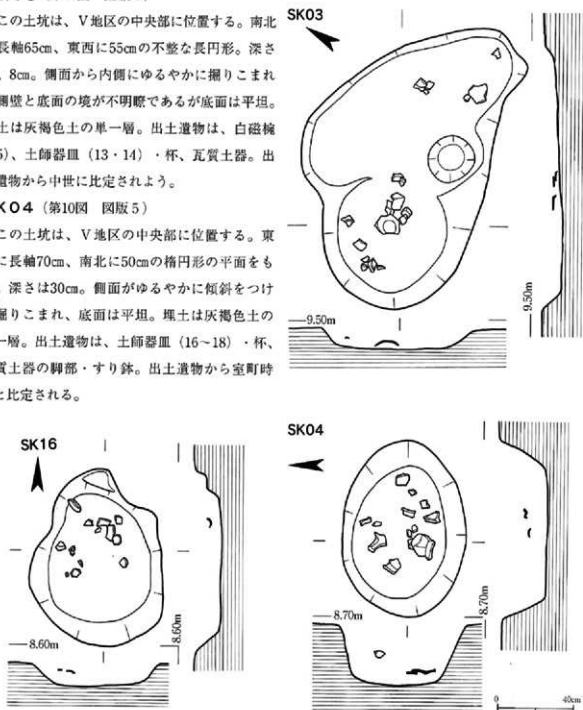 この土坑は、Ⅴ地区の中央部に位置する。南北
長軸65cm、東西に55cmの不整な長円形。深さ
8cm。側面から内側にゆるやかに掘りこまれ
側壁と底面の境が不明瞭であるが底面は平坦。
土は灰褐色土の単一層。出土遺物は、白磁椀
5)、土師器皿（13・14）・杯、瓦質土器。出
遺物から中世に比定されよう。
K04（第10図 図版5）
この土坑は、Ⅴ地区の中央部に位置する。東
に長軸70cm、南北に50cmの楕円形の平面をも
深さは30cm。側面がゆるやかに傾斜をつけ
掘りこまれ、底面は平坦。埋土は灰褐色土の
一層。出土遺物は、土師器皿（16～18）・杯、
質土器の脚部・すり鉢。出土遺物から室町時
と比定される。
SK03
9.50m
9.50m
SK16
8.60m
8.60m
SK04
8.70m
8.70m
0 40cm